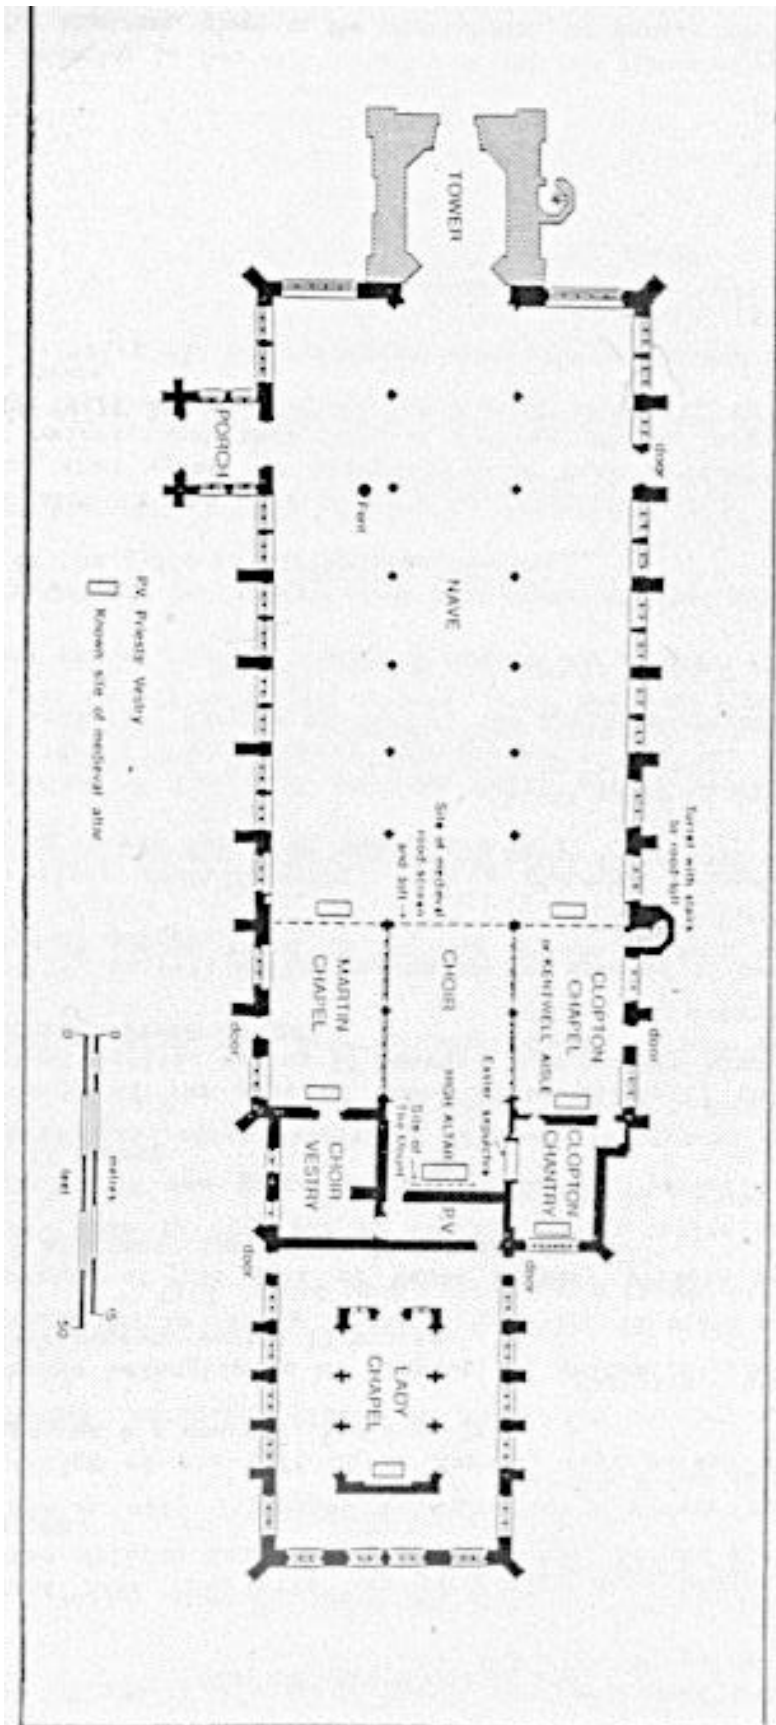 TOWER
PORCH
door
Font
NAVE
PV. Priests' Vestry
Known site of medieval altar
Turret with stairs
to rood-loft
Site of medieval
rood-screen
and loft →
MARTIN
CHAPEL
CHOIR
CLOPTON
CHAPEL
or KENTWELL AISLE
door
door
Easter sepulchre
HIGH ALTAR
Site of
The Mount
CHOIR
VESTRY
CLOPTON
CHANTRY
P.V.
door
door
LADY
CHAPEL
0 metres 15
0 feet 50